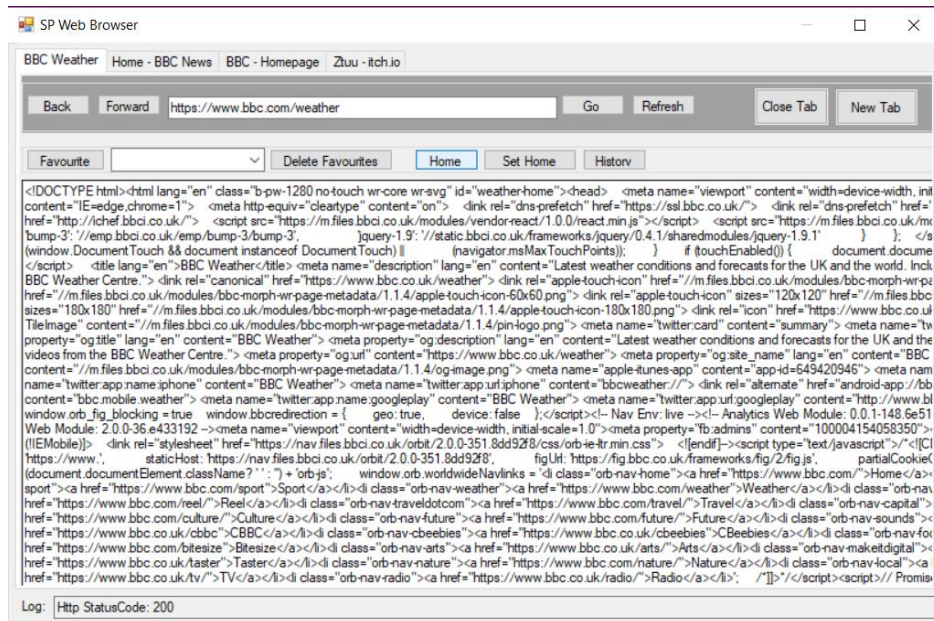 SP Web Browser
BBC Weather Home - BBC News BBC - Homepage Ztuu - itch.io
Back Forward https://www.bbc.com/weather Go Refresh Close Tab New Tab
Favourite Delete Favourites Home Set Home History
<!DOCTYPE html><html lang="en" class="b-pw-1280 no-touch wr-core wr-svg" id="weather-home"><head> <meta name="viewport" content="width=device-width, init
content="IE=edge,chrome=1"> <meta http-equiv="cleartype" content="on"> <link rel="dns-prefetch" href="https://ssl.bbc.co.uk/"> <link rel="dns-prefetch" href="
href="http://ichef.bbci.co.uk/"> <script src="https://m.files.bbci.co.uk/modules/vendor-react/1.0.0/react.min.js"></script> <script src="https://m.files.bbci.co.uk/mo
'bump-3': '//emp.bbci.co.uk/emp/bump-3/bump-3', }jquery-1.9': '//static.bbci.co.uk/frameworks/jquery/0.4.1/sharedmodules/jquery-1.9.1' } }; </s
(window.DocumentTouch && document instanceof DocumentTouch) || (navigator.msMaxTouchPoints)); } if (touchEnabled()) { document.docume
</script> <title lang="en">BBC Weather</title> <meta name="description" lang="en" content="Latest weather conditions and forecasts for the UK and the world. Inclu
BBC Weather Centre."> <link rel="canonical" href="https://www.bbc.co.uk/weather"> <link rel="apple-touch-icon" href="//m.files.bbci.co.uk/modules/bbc-morph-wr-pa
href="//m.files.bbci.co.uk/modules/bbc-morph-wr-page-metadata/1.1.4/apple-touch-icon-60x60.png"> <link rel="apple-touch-icon" sizes="120x120" href="//m.files.bbci
sizes="180x180" href="//m.files.bbci.co.uk/modules/bbc-morph-wr-page-metadata/1.1.4/apple-touch-icon-180x180.png"> <link rel="icon" href="https://www.bbc.co.uk
TileImage" content="//m.files.bbci.co.uk/modules/bbc-morph-wr-page-metadata/1.1.4/pin-logo.png"> <meta name="twitter:card" content="summary"> <meta name="tw
property="og:title" lang="en" content="BBC Weather"> <meta property="og:description" lang="en" content="Latest weather conditions and forecasts for the UK and the
videos from the BBC Weather Centre."> <meta property="og:url" content="https://www.bbc.co.uk/weather"> <meta property="og:site_name" lang="en" content="BBC
content="//m.files.bbci.co.uk/modules/bbc-morph-wr-page-metadata/1.1.4/og-image.png"> <meta name="apple-itunes-app" content="app-id=649420946"> <meta nam
name="twitter:app:name:iphone" content="BBC Weather"> <meta name="twitter:app:url:iphone" content="bbcweather://"> <link rel="alternate" href="android-app://bb
content="bbc.mobile.weather"> <meta name="twitter:app:name:googleplay" content="BBC Weather"> <meta name="twitter:app:url:googleplay" content="http://www.bl
window.orb_fig_blocking = true window.bbcredirection = { geo: true, device: false };</script><!-- Nav Env: live --><!-- Analytics Web Module: 0.0.1-148.6e51
Web Module: 2.0.0-36.e433192 --><meta name="viewport" content="width=device-width, initial-scale=1.0"><meta property="fb:admins" content="100004154058350"><
(!IEMobile)]> <link rel="stylesheet" href="https://nav.files.bbci.co.uk/orbit/2.0.0-351.8dd92f8/css/orb-ie-ltr.min.css"> <![endif]--><script type="text/javascript">/*<![C
'https://www.', staticHost: 'https://nav.files.bbci.co.uk/orbit/2.0.0-351.8dd92f8', figUrl: 'https://fig.bbc.co.uk/frameworks/fig/2/fig.js', partialCookie
(document.documentElement.className ? ' ' : '') + 'orb-js'; window.orb.worldwideNavlinks = '<li class="orb-nav-home"><a href="https://www.bbc.com/">Home</a>
sport"><a href="https://www.bbc.com/sport">Sport</a></li><li class="orb-nav-weather"><a href="https://www.bbc.com/weather">Weather</a></li><li class="orb-nav
href="https://www.bbc.com/reel/">Reel</a></li><li class="orb-nav-traveldotcom"><a href="https://www.bbc.com/travel/">Travel</a></li><li class="orb-nav-capital">
href="https://www.bbc.com/culture/">Culture</a></li><li class="orb-nav-future"><a href="https://www.bbc.com/future/">Future</a></li><li class="orb-nav-sounds"><
href="https://www.bbc.co.uk/cbbc">CBBC</a></li><li class="orb-nav-cbeebies"><a href="https://www.bbc.co.uk/cbeebies">CBeebies</a></li><li class="orb-nav-foo
href="https://www.bbc.com/bitesize">Bitesize</a></li><li class="orb-nav-arts"><a href="https://www.bbc.co.uk/arts/">Arts</a></li><li class="orb-nav-makeitdigital"><
href="https://www.bbc.co.uk/taster">Taster</a></li><li class="orb-nav-nature"><a href="https://www.bbc.com/nature/">Nature</a></li><li class="orb-nav-local"><a
href="https://www.bbc.co.uk/tv/">TV</a></li><li class="orb-nav-radio"><a href="https://www.bbc.co.uk/radio/">Radio</a></li>'; /*]]>*/</script><script>// Promis
Log: Http StatusCode: 200